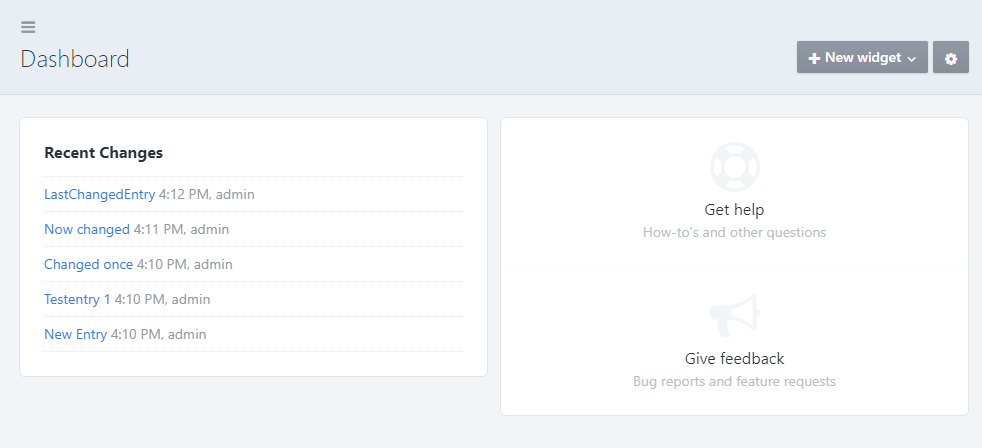 Dashboard
New widget
Recent Changes
LastChangedEntry 4:12 PM, admin
Now changed 4:11 PM, admin
Changed once 4:10 PM, admin
Testentry 1 4:10 PM, admin
New Entry 4:10 PM, admin
Get help
How-to's and other questions
Give feedback
Bug reports and feature requests